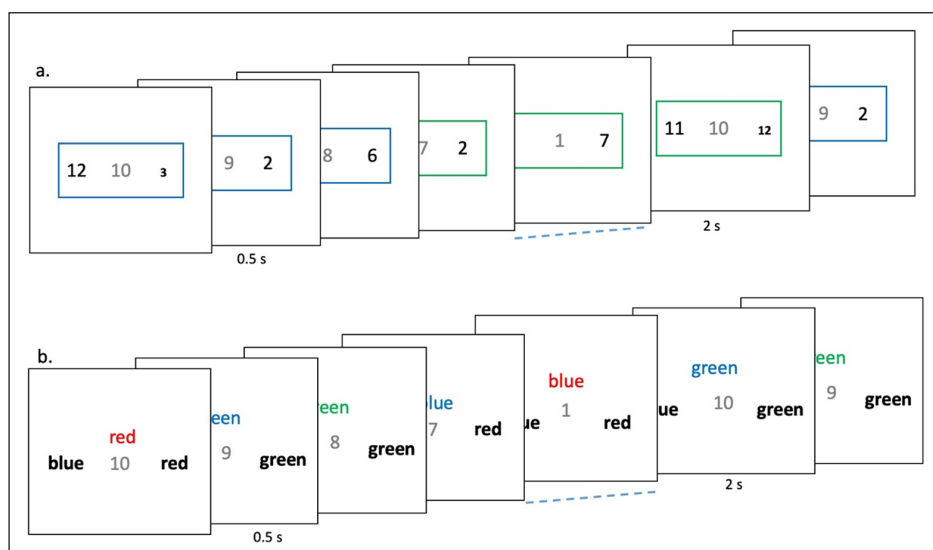 a.
12 10 3
9 2
8 6
7 2
1 7
11 10 12
9 2
0.5 s
2 s
b.
red
blue 10 red
een
9 green
een
8 green
lue
7 red
blue
ue 1 red
green
ue 10 green
een
9 green
0.5 s
2 s